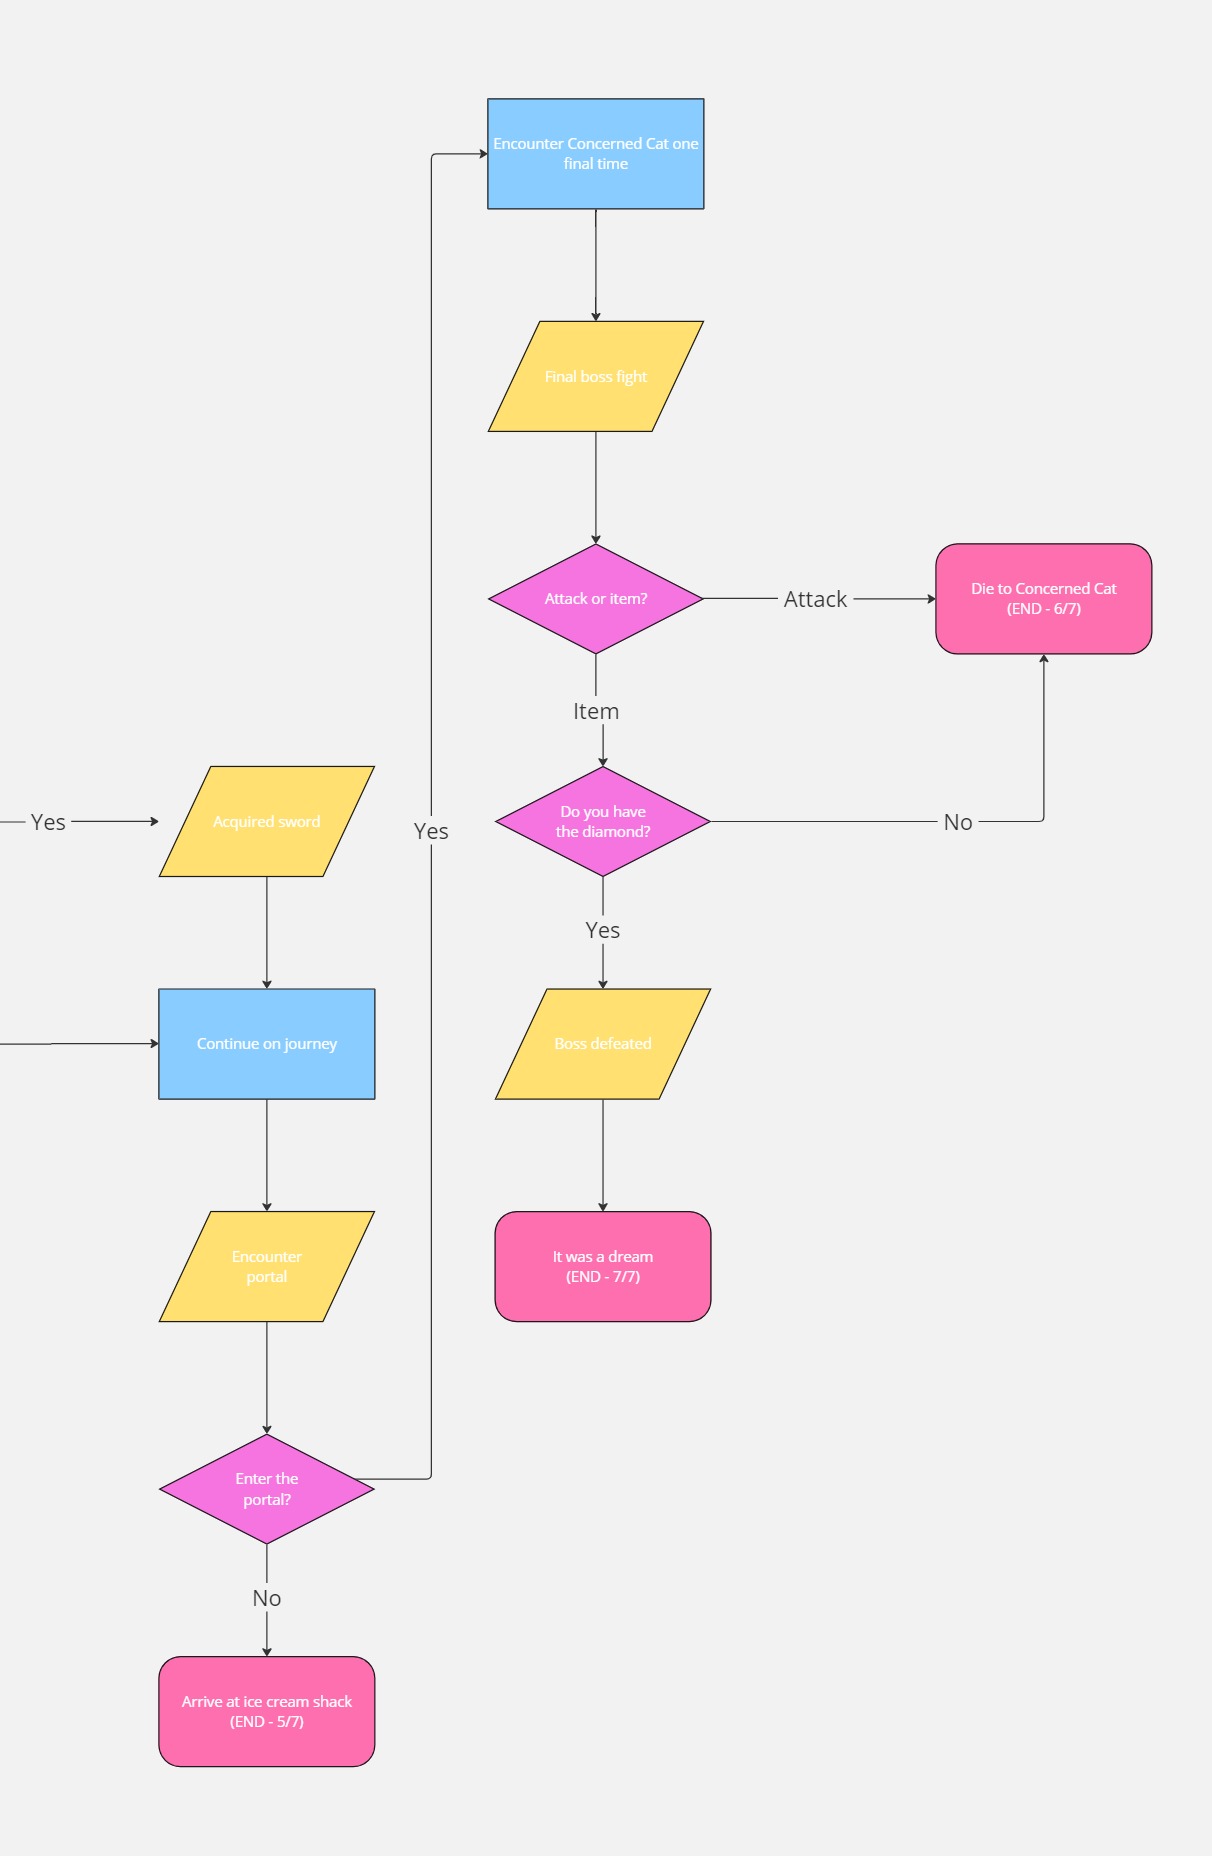 Encounter Concerned Cat one
final time
Final boss fight
Attack or item?
Attack
Die to Concerned Cat
(END - 6/7)
Item
Do you have
the diamond?
No
Yes
Boss defeated
It was a dream
(END - 7/7)
Yes
Acquired sword
Continue on journey
Encounter
portal
Enter the
portal?
Yes
No
Arrive at ice cream shack
(END - 5/7)